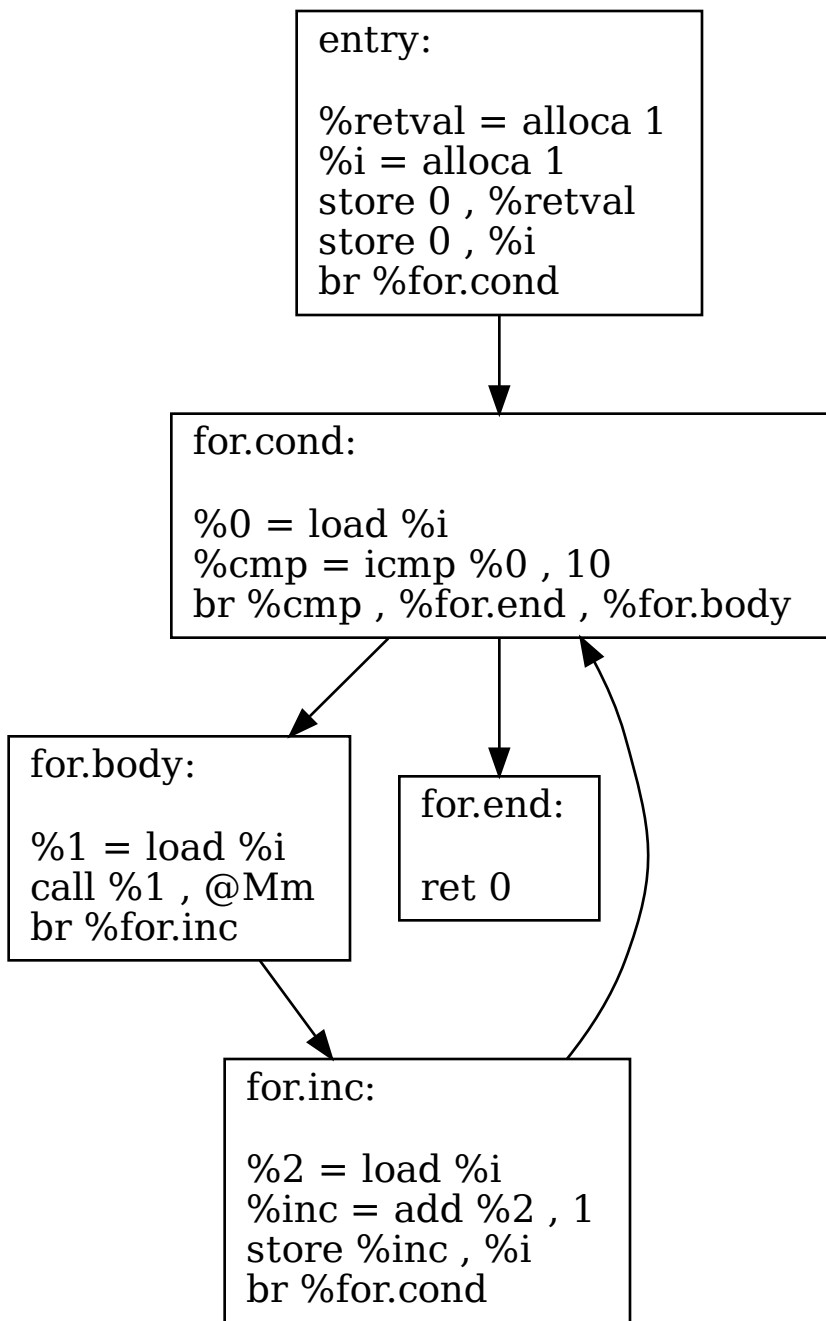 entry:
%retval = alloca 1
%i = alloca 1
store 0 , %retval
store 0 , %i
br %for.cond
for.cond:
%0 = load %i
%cmp = icmp %0 , 10
br %cmp , %for.end , %for.body
for.body:
%1 = load %i
call %1 , @Mm
br %for.inc
for.end:
ret 0
for.inc:
%2 = load %i
%inc = add %2 , 1
store %inc , %i
br %for.cond